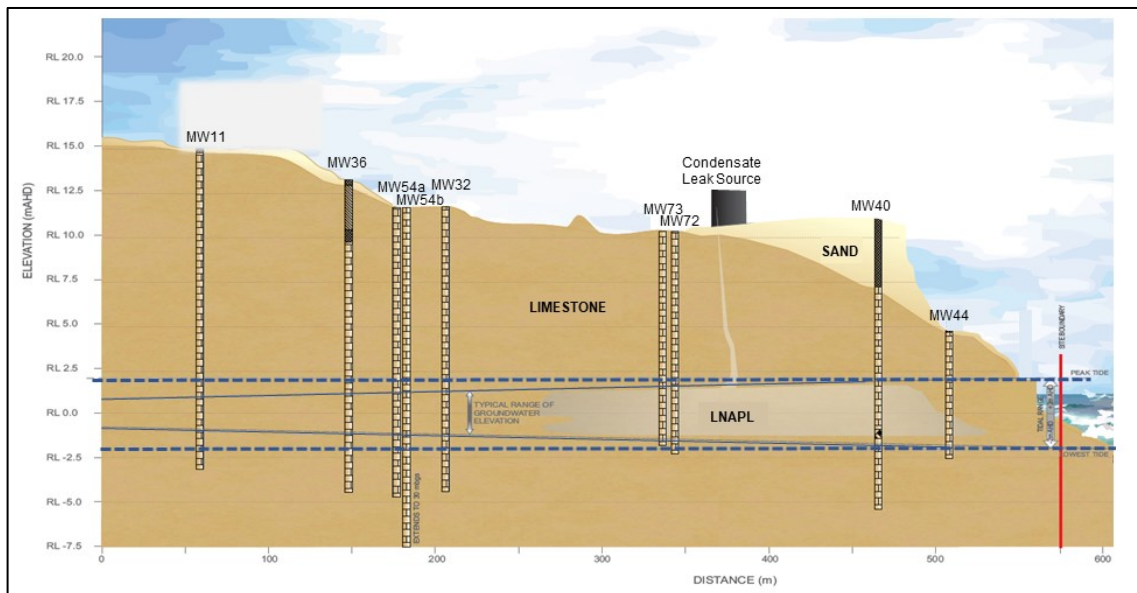 RL 20.0
RL 17.5
RL 15.0
RL 12.5
RL 10.0
RL 7.5
RL 5.0
RL 2.5
RL 0.0
RL -2.5
RL -5.0
RL -7.5
ELEVATION (mAHD)
MW11
MW36
MW54a
MW54b
MW32
MW73
MW72
Condensate
Leak Source
MW40
MW44
SAND
LIMESTONE
LNAPL
TYPICAL RANGE OF
GROUNDWATER
ELEVATION
EXTENDS TO 30 mbgs
SITE BOUNDARY
PEAK TIDE
TIDAL RANGE
LOWEST TIDE
0
100
200
300
400
500
600
DISTANCE (m)